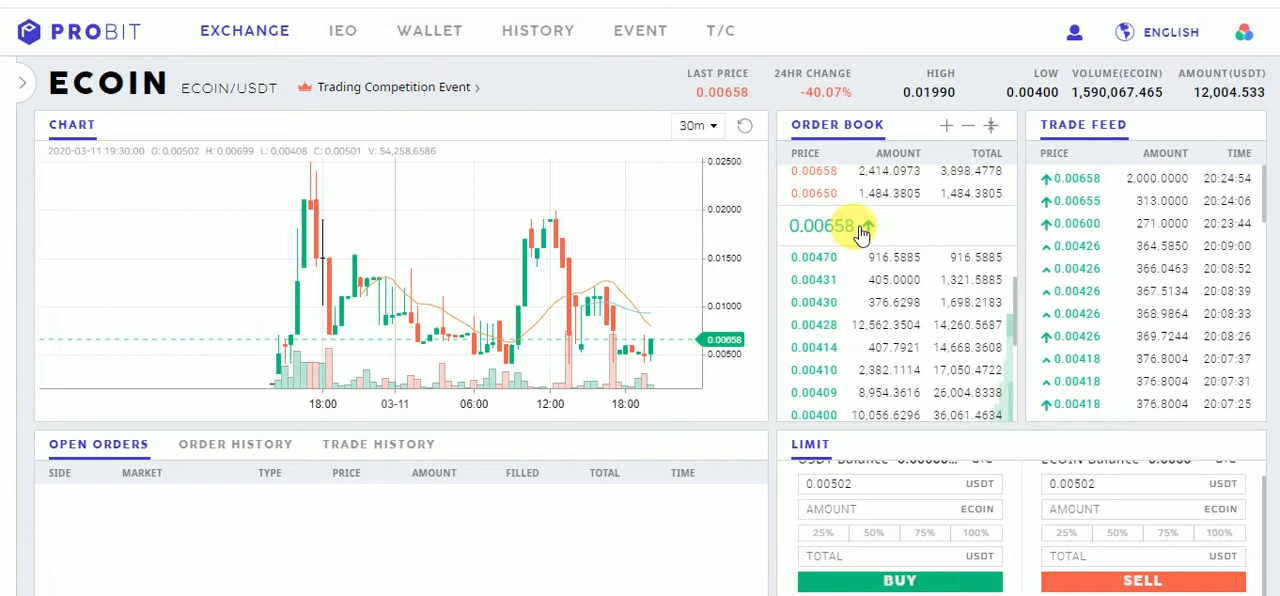 PROBIT EXCHANGE IEO WALLET HISTORY EVENT T/C ENGLISH
ECOIN ECOIN/USDT Trading Competition Event
LAST PRICE 24HR CHANGE HIGH LOW VOLUME(ECOIN) AMOUNT(USDT)
0.00658 -40.07% 0.01990 0.00400 1,590,067.465 12,004.533
CHART 30m
2020-03-11 19:30:00 O: 0.00502 H: 0.00699 L: 0.00408 C: 0.00501 V: 54,258,6586
0.02500
0.02000
0.01500
0.01000
0.00658
0.00500
18:00 03-11 06:00 12:00 18:00
ORDER BOOK
PRICE AMOUNT TOTAL
0.00658 2,414.0973 3,898.4778
0.00650 1,484.3805 1,484.3805
0.00658
0.00470 916.5885 916.5885
0.00431 405.0000 1,321.5885
0.00430 376.6298 1,698.2183
0.00428 12,562.3504 14,260.5687
0.00414 407.7921 14,668.3608
0.00410 2,382.1114 17,050.4722
0.00409 8,954.3616 26,004.8338
0.00400 10,056.6296 36,061.4634
TRADE FEED
PRICE AMOUNT TIME
0.00658 2,000.0000 20:24:54
0.00655 313.0000 20:24:06
0.00600 271.0000 20:23:44
0.00426 364.5850 20:09:00
0.00426 366.0463 20:08:52
0.00426 367.5134 20:08:39
0.00426 368.9864 20:08:33
0.00426 369.7244 20:08:26
0.00418 376.8004 20:07:37
0.00418 376.8004 20:07:31
0.00418 376.8004 20:07:25
OPEN ORDERS ORDER HISTORY TRADE HISTORY
SIDE MARKET TYPE PRICE AMOUNT FILLED TOTAL TIME
LIMIT
USDT Balance ECOIN Balance
0.00502 USDT
AMOUNT ECOIN
25% 50% 75% 100%
TOTAL USDT
BUY
0.00502 USDT
AMOUNT ECOIN
25% 50% 75% 100%
TOTAL USDT
SELL